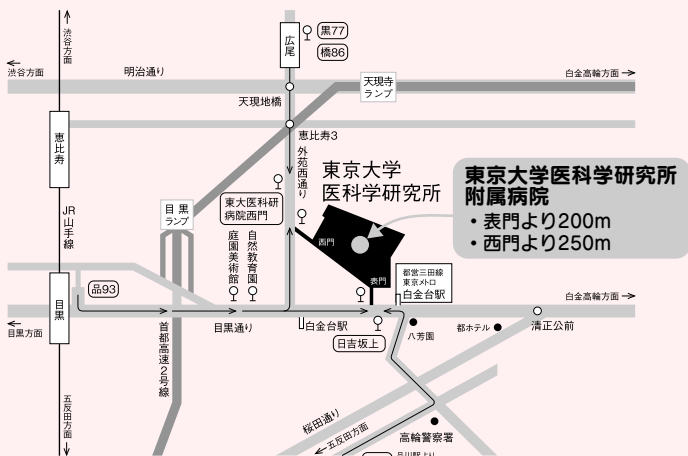 渋谷方面
渋谷方面
明治通り
広尾
黒77
橋86
天現寺
ランプ
白金高輪方面
天現地橋
恵比寿
恵比寿3
外苑西通り
東京大学
医科学研究所
東京大学医科学研究所
附属病院
・表門より200m
・西門より250m
JR
山手線
目黒
ランプ
東大医科研
病院西門
庭園美術館
自然教育園
西門
表門
都営三田線
東京メトロ
白金台駅
品93
目黒
目黒方面
首都高速2号線
目黒通り
白金台駅
日吉坂上
八芳園
都ホテル
清正公前
白金高輪方面
五反田方面
桜田通り
五反田方面
高輪警察署
品川駅より